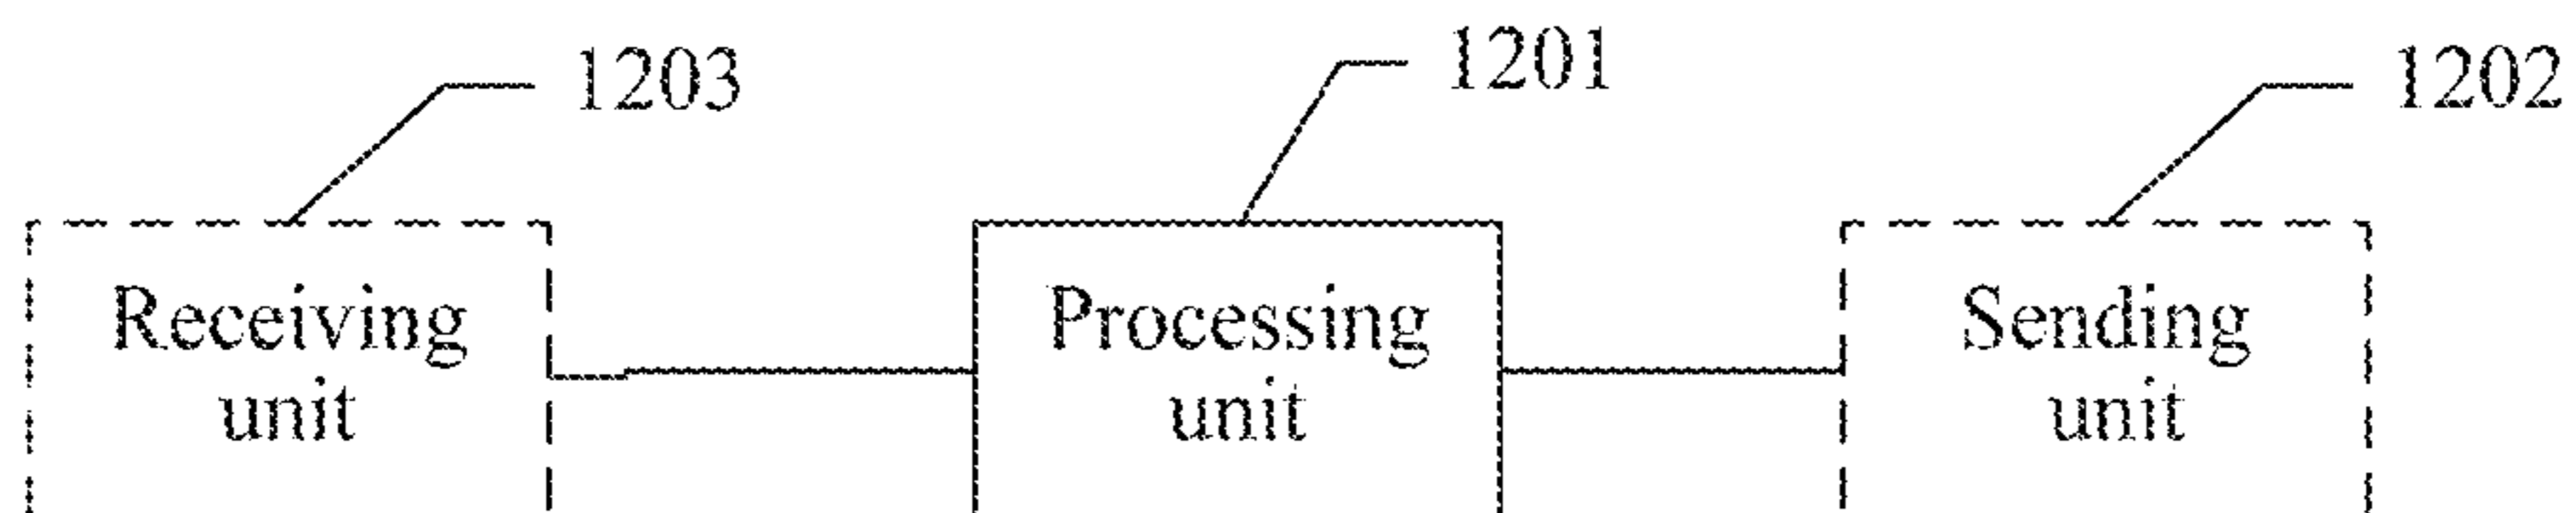 1203
1201
1202
Receiving
unit
Processing
unit
Sending
unit